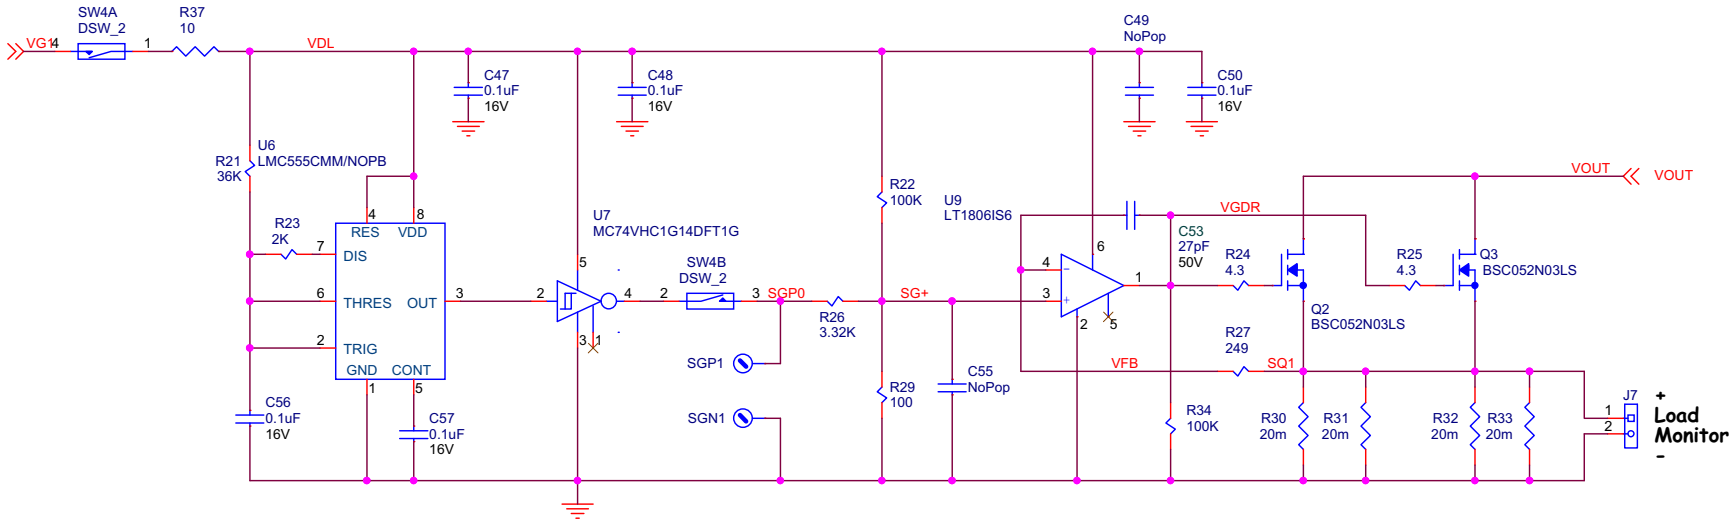 SW4A
DSW_2
R37
10
VG1
4
1
VDL
C47
0.1uF
16V
C48
0.1uF
16V
C49
NoPop
C50
0.1uF
16V
U6
LMC555CMM/NOPB
R21
36K
R23
2K
4
8
RES
VDD
7
DIS
6
THRES
OUT
3
2
TRIG
GND
CONT
1
5
C56
0.1uF
16V
C57
0.1uF
16V
U7
MC74VHC1G14DFT1G
5
2
4
3
1
SW4B
DSW_2
2
3
SGP0
R26
3.32K
SGP1
SGN1
R22
100K
SG+
R29
100
C55
NoPop
U9
LT1806IS6
6
4
3
1
2
5
C53
27pF
50V
VGDR
R24
4.3
R25
4.3
Q2
BSC052N03LS
Q3
BSC052N03LS
VOUT
VOUT
VFB
R27
249
SQ1
R34
100K
R30
20m
R31
20m
R32
20m
R33
20m
J7
1
2
+
Load
Monitor
-